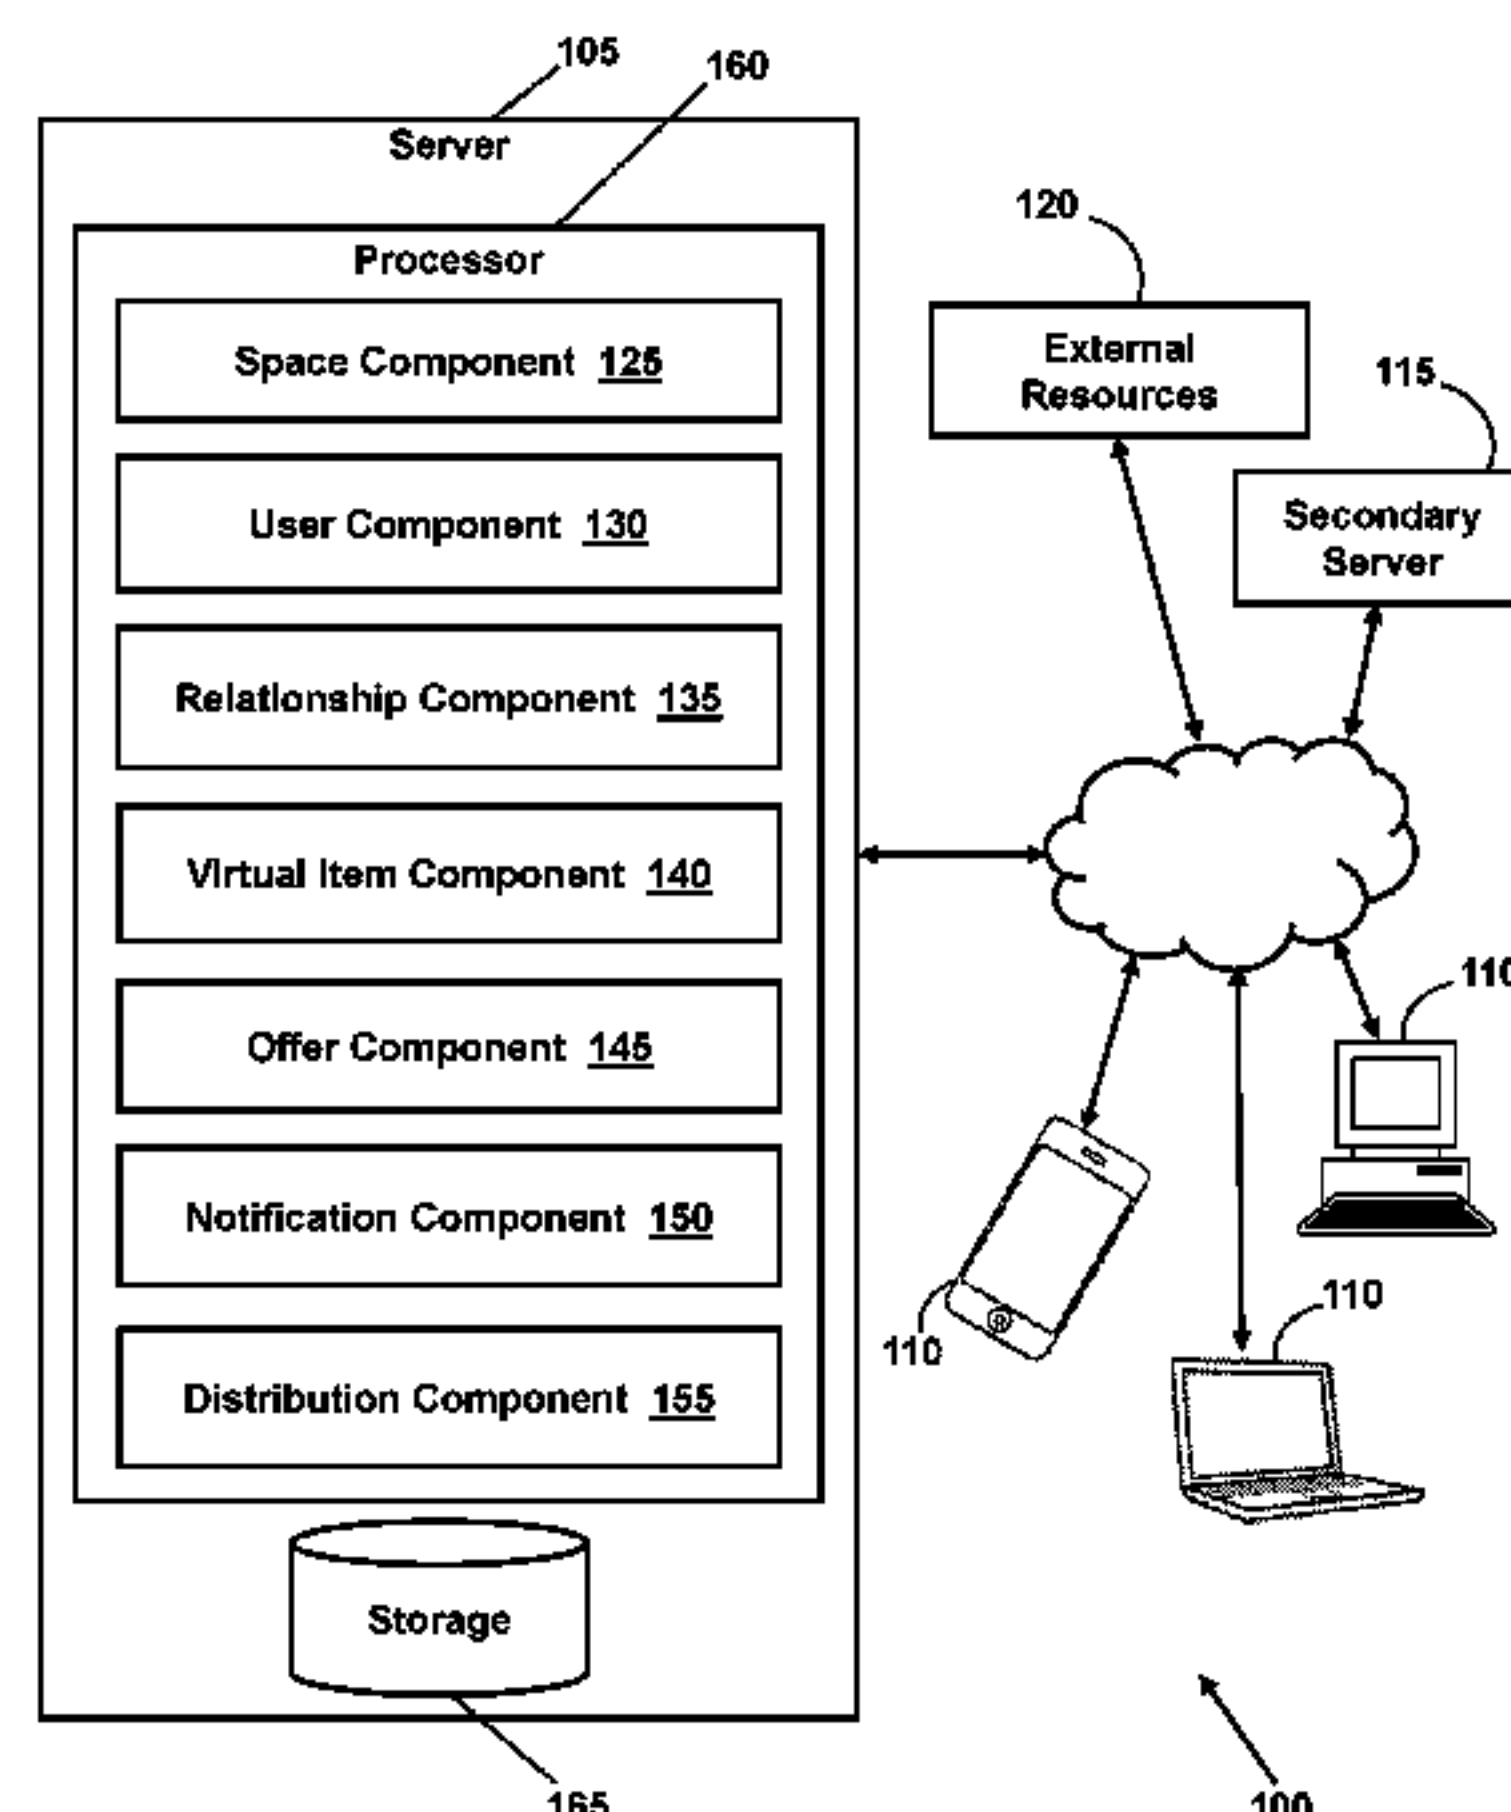 105
160
Server
Processor
Space Component 125
User Component 130
Relationship Component 135
Virtual Item Component 140
Offer Component 145
Notification Component 150
Distribution Component 155
Storage
165
120
External
Resources
115
Secondary
Server
110
110
110
100